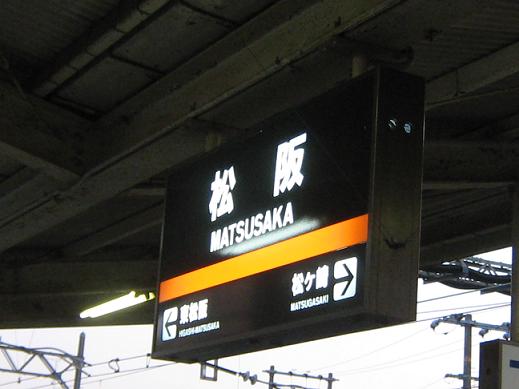 松阪
MATSUSAKA
東松阪
HIGASHI-MATSUSAKA
松ヶ崎
MATSUGASAKI